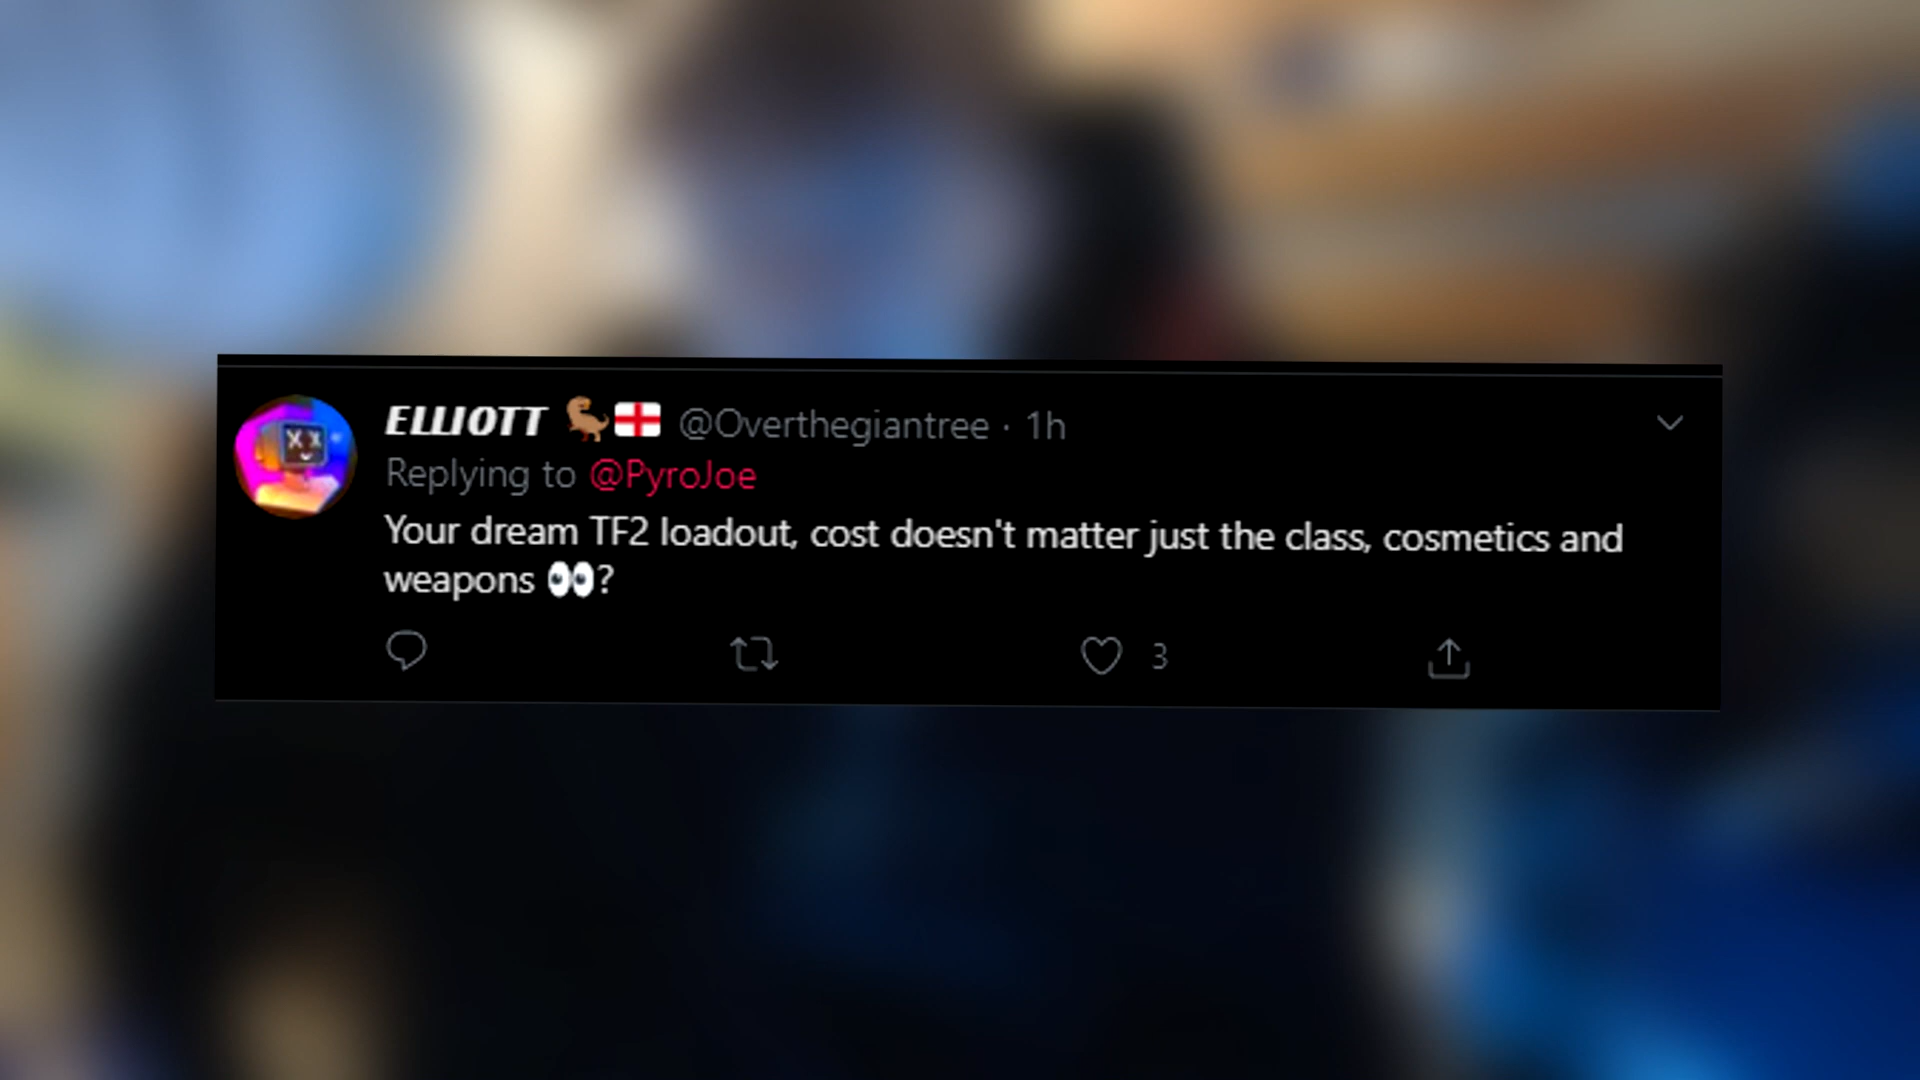 ELLIOTT 🦖🏴󠁧󠁢󠁥󠁮󠁧󠁿 @Overthegiantree · 1h
Replying to @PyroJoe
Your dream TF2 loadout, cost doesn't matter just the class, cosmetics and
weapons 👀?
3